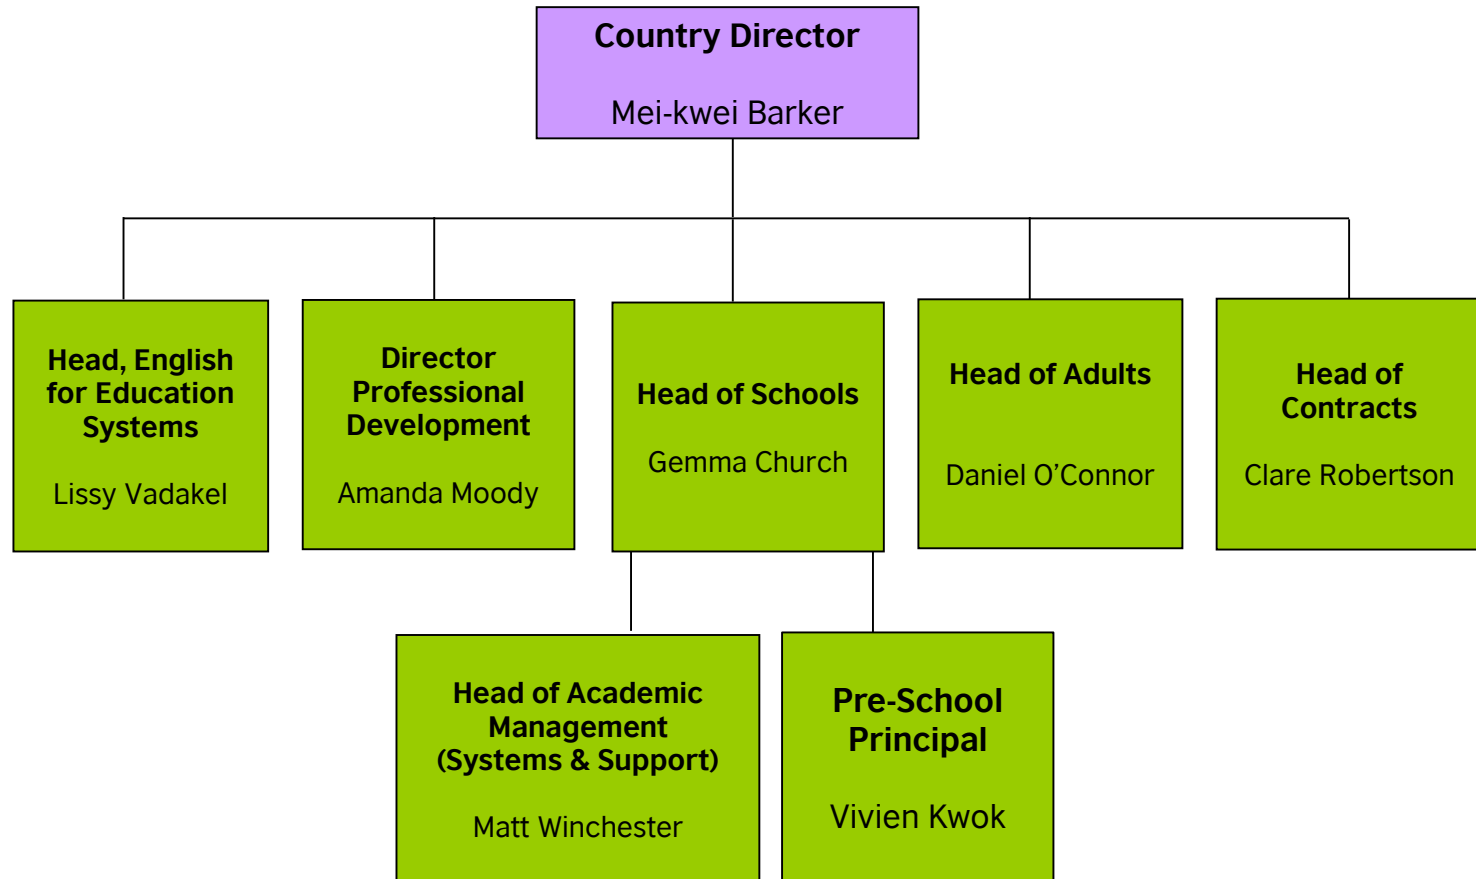 Country Director
Mei-kwei Barker
Head, English
for Education
Systems
Lissy Vadakel
Director
Professional
Development
Amanda Moody
Head of Schools
Gemma Church
Head of Adults
Daniel O’Connor
Head of
Contracts
Clare Robertson
Head of Academic
Management
(Systems & Support)
Matt Winchester
Pre-School
Principal
Vivien Kwok